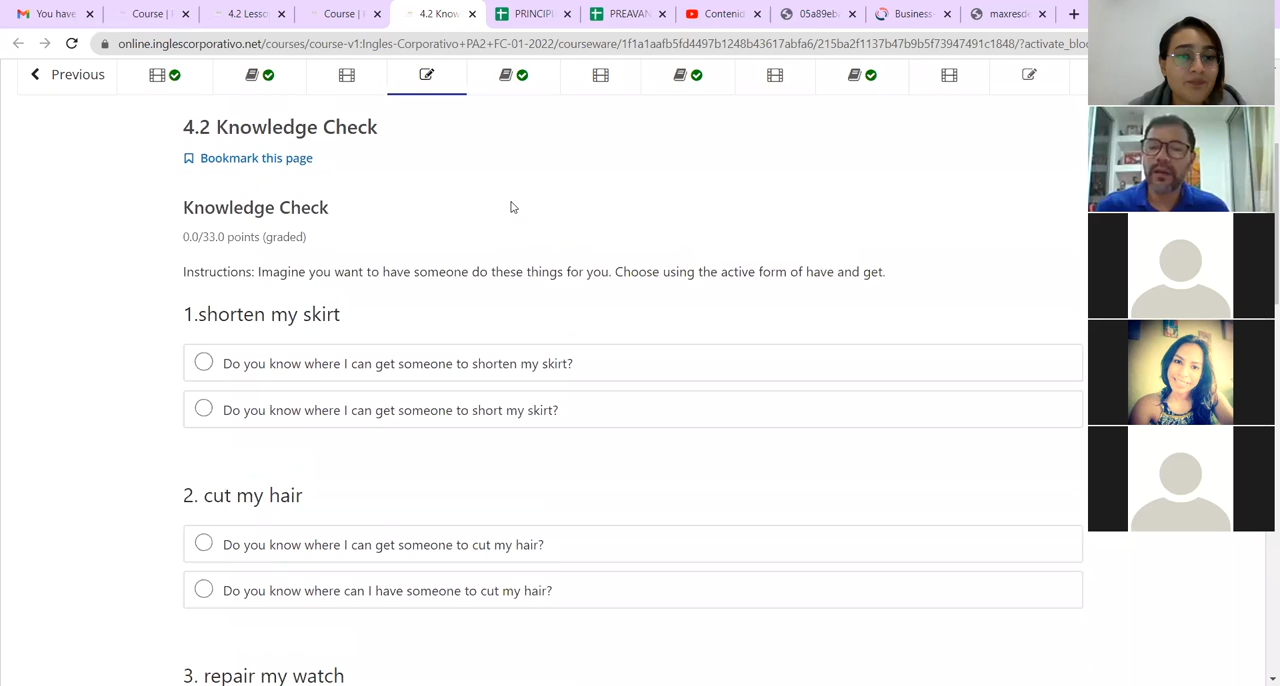 You have
Course | F
4.2 Lesso
Course | I
4.2 Know
PRINCIPI
PREAVAN
Contenid
05a89eb
Business-
maxresde
online.inglescorporativo.net/courses/course-v1:Ingles-Corporativo+PA2+FC-01-2022/courseware/1f1a1aafb5fd4497b1248b43617abfa6/215ba2f1137b47b9b5f73947491c1848/?activate_bloc
Previous
4.2 Knowledge Check
Bookmark this page
Knowledge Check
0.0/33.0 points (graded)
Instructions: Imagine you want to have someone do these things for you. Choose using the active form of have and get.
1.shorten my skirt
Do you know where I can get someone to shorten my skirt?
Do you know where I can get someone to short my skirt?
2. cut my hair
Do you know where I can get someone to cut my hair?
Do you know where can I have someone to cut my hair?
3. repair my watch